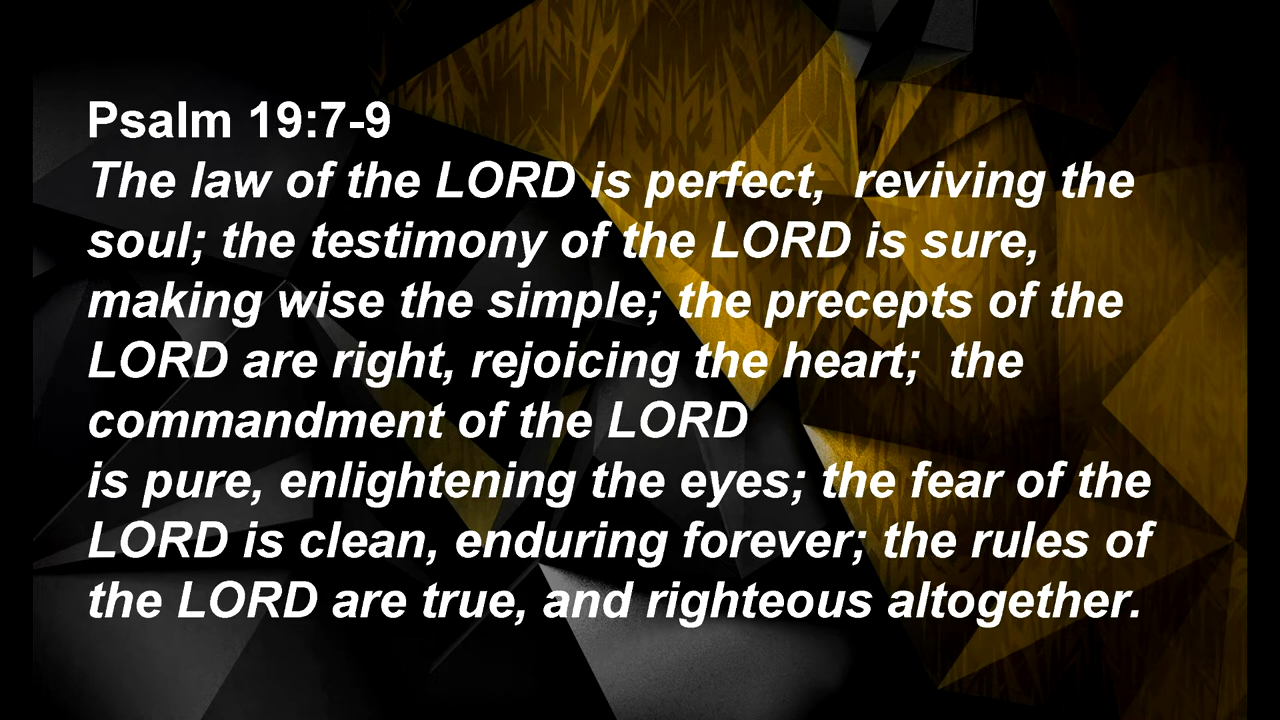 Psalm 19:7-9
The law of the LORD is perfect,  reviving the
soul; the testimony of the LORD is sure,
making wise the simple; the precepts of the
LORD are right, rejoicing the heart;  the
commandment of the LORD
is pure, enlightening the eyes; the fear of the
LORD is clean, enduring forever; the rules of
the LORD are true, and righteous altogether.